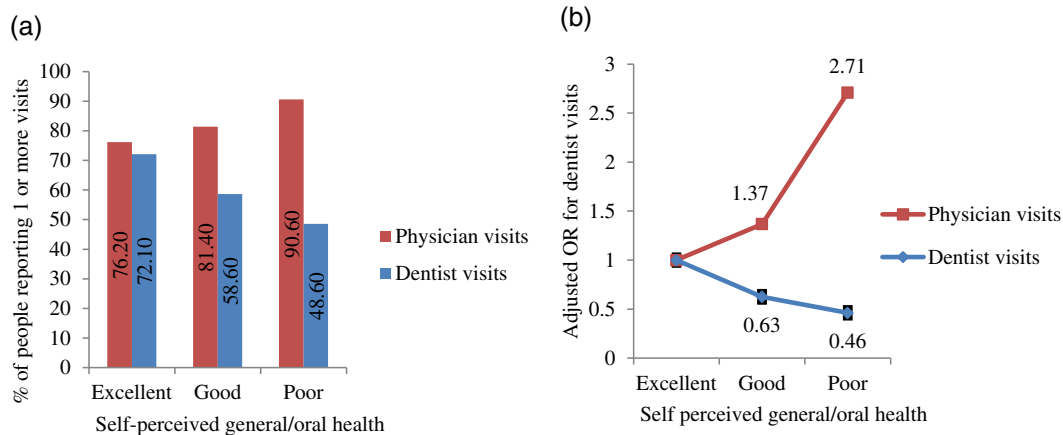 (a)
% of people reporting 1 or more visits
100
90
80
70
60
50
40
30
20
10
0
76.20
72.10
81.40
58.60
90.60
48.60
Excellent
Good
Poor
Self-perceived general/oral health
Physician visits
Dentist visits
(b)
Adjusted OR for dentist visits
3
2.5
2
1.5
1
0.5
0
2.71
1.37
0.63
0.46
Excellent
Good
Poor
Self perceived general/oral health
Physician visits
Dentist visits